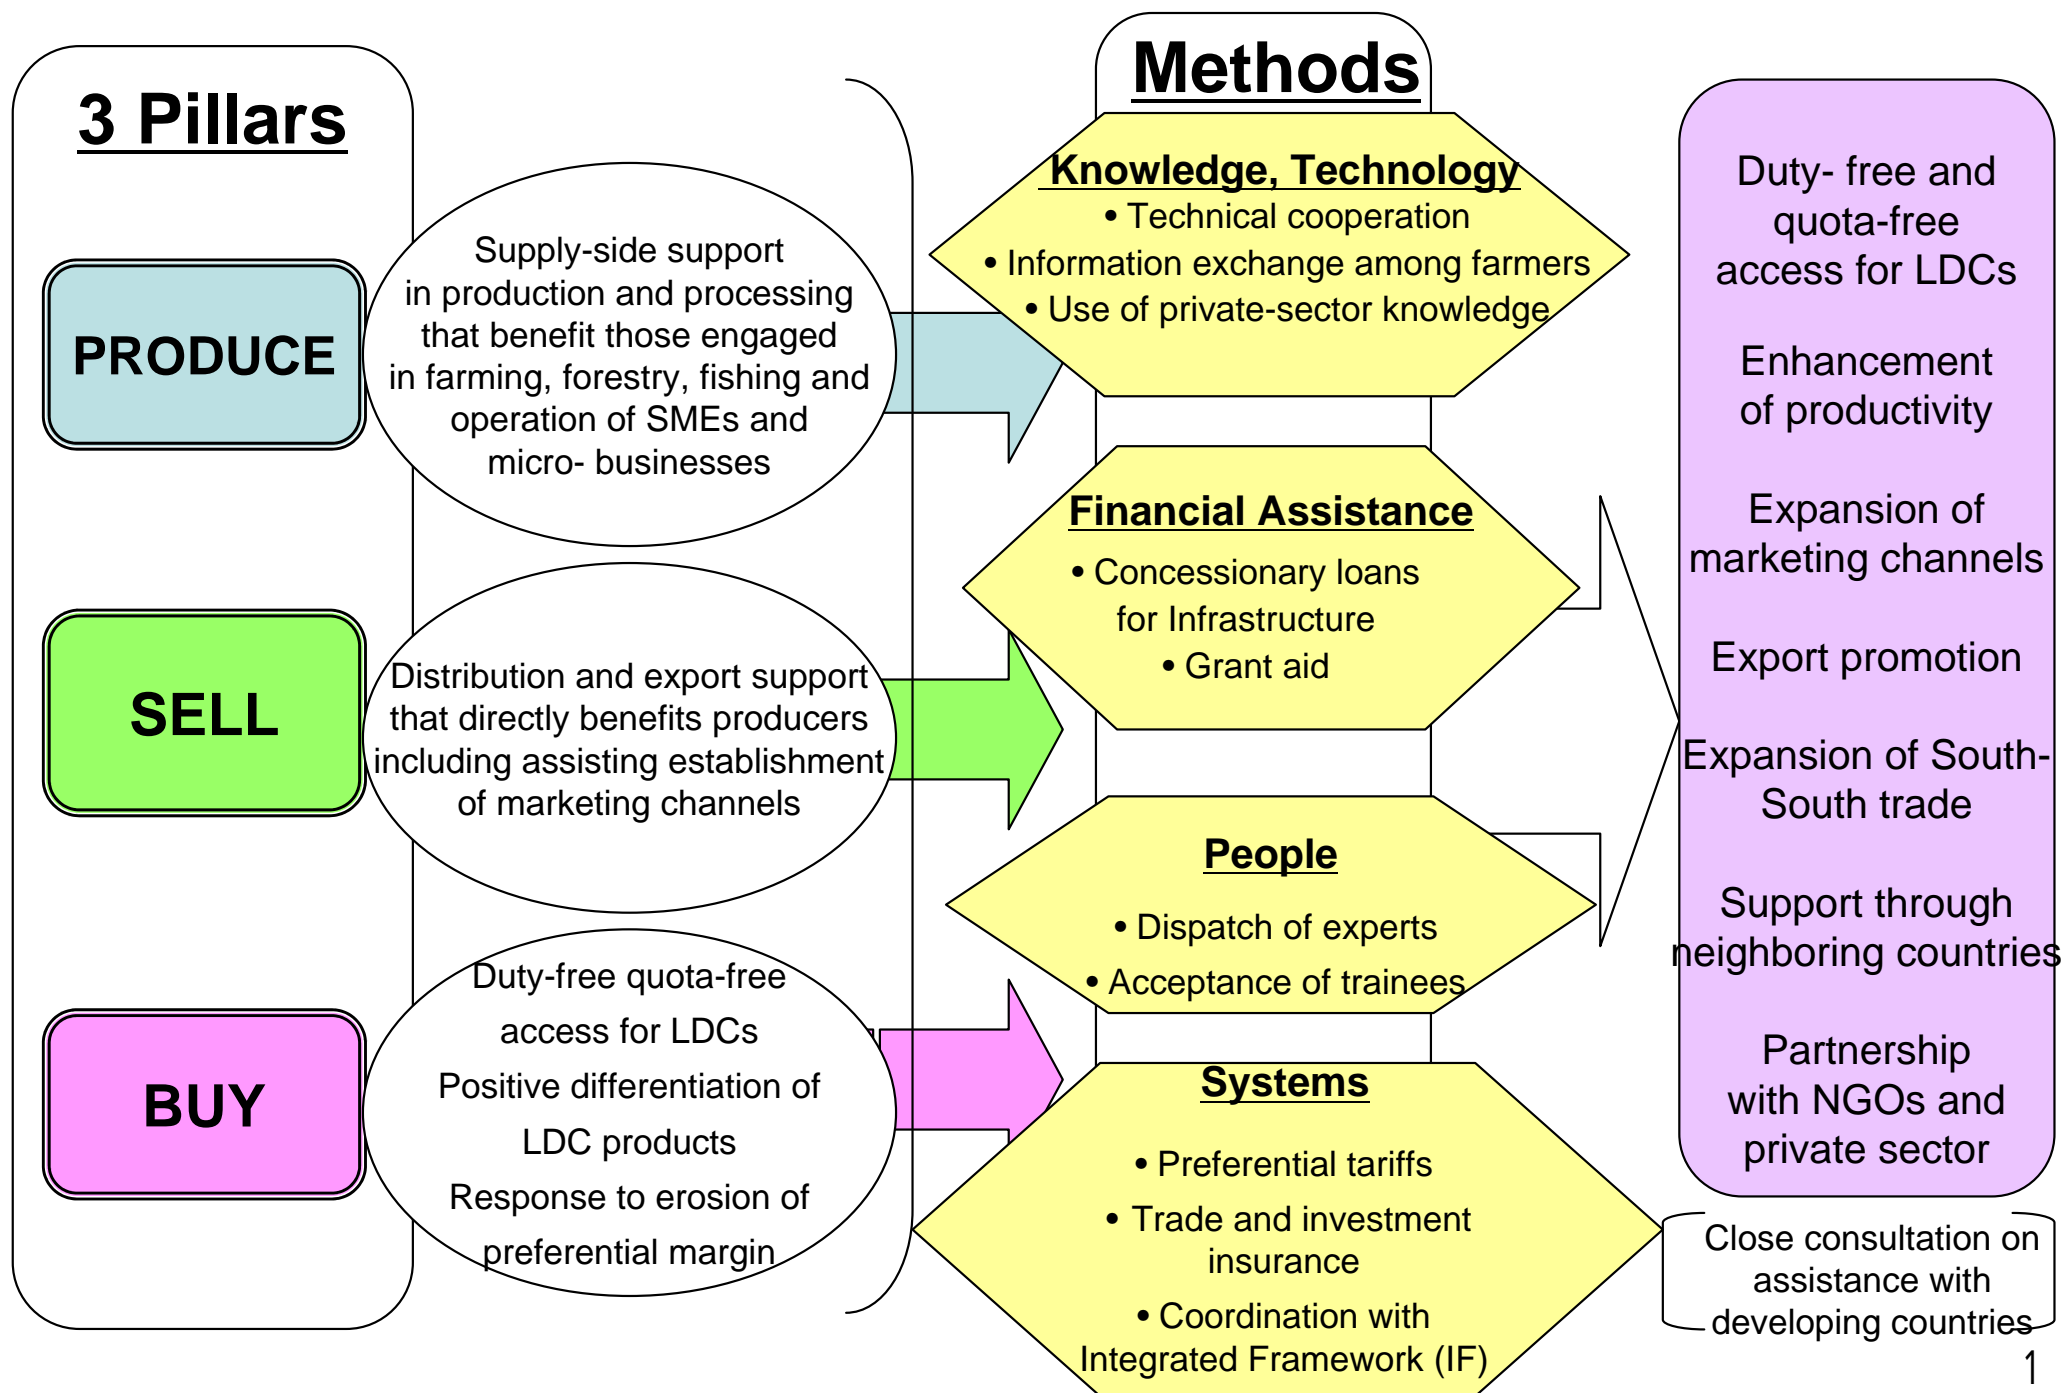 3 Pillars
PRODUCE
Supply-side support
in production and processing
that benefit those engaged
in farming, forestry, fishing and
operation of SMEs and
micro- businesses
SELL
Distribution and export support
that directly benefits producers
including assisting establishment
of marketing channels
BUY
Duty-free quota-free
access for LDCs
Positive differentiation of
LDC products
Response to erosion of
preferential margin
Methods
Knowledge, Technology
• Technical cooperation
• Information exchange among farmers
• Use of private-sector knowledge
Financial Assistance
• Concessionary loans
for Infrastructure
• Grant aid
People
• Dispatch of experts
• Acceptance of trainees
Systems
• Preferential tariffs
• Trade and investment
insurance
• Coordination with
Integrated Framework (IF)
Duty- free and
quota-free
access for LDCs
Enhancement
of productivity
Expansion of
marketing channels
Export promotion
Expansion of South-
South trade
Support through
neighboring countries
Partnership
with NGOs and
private sector
Close consultation on
assistance with
developing countries
1